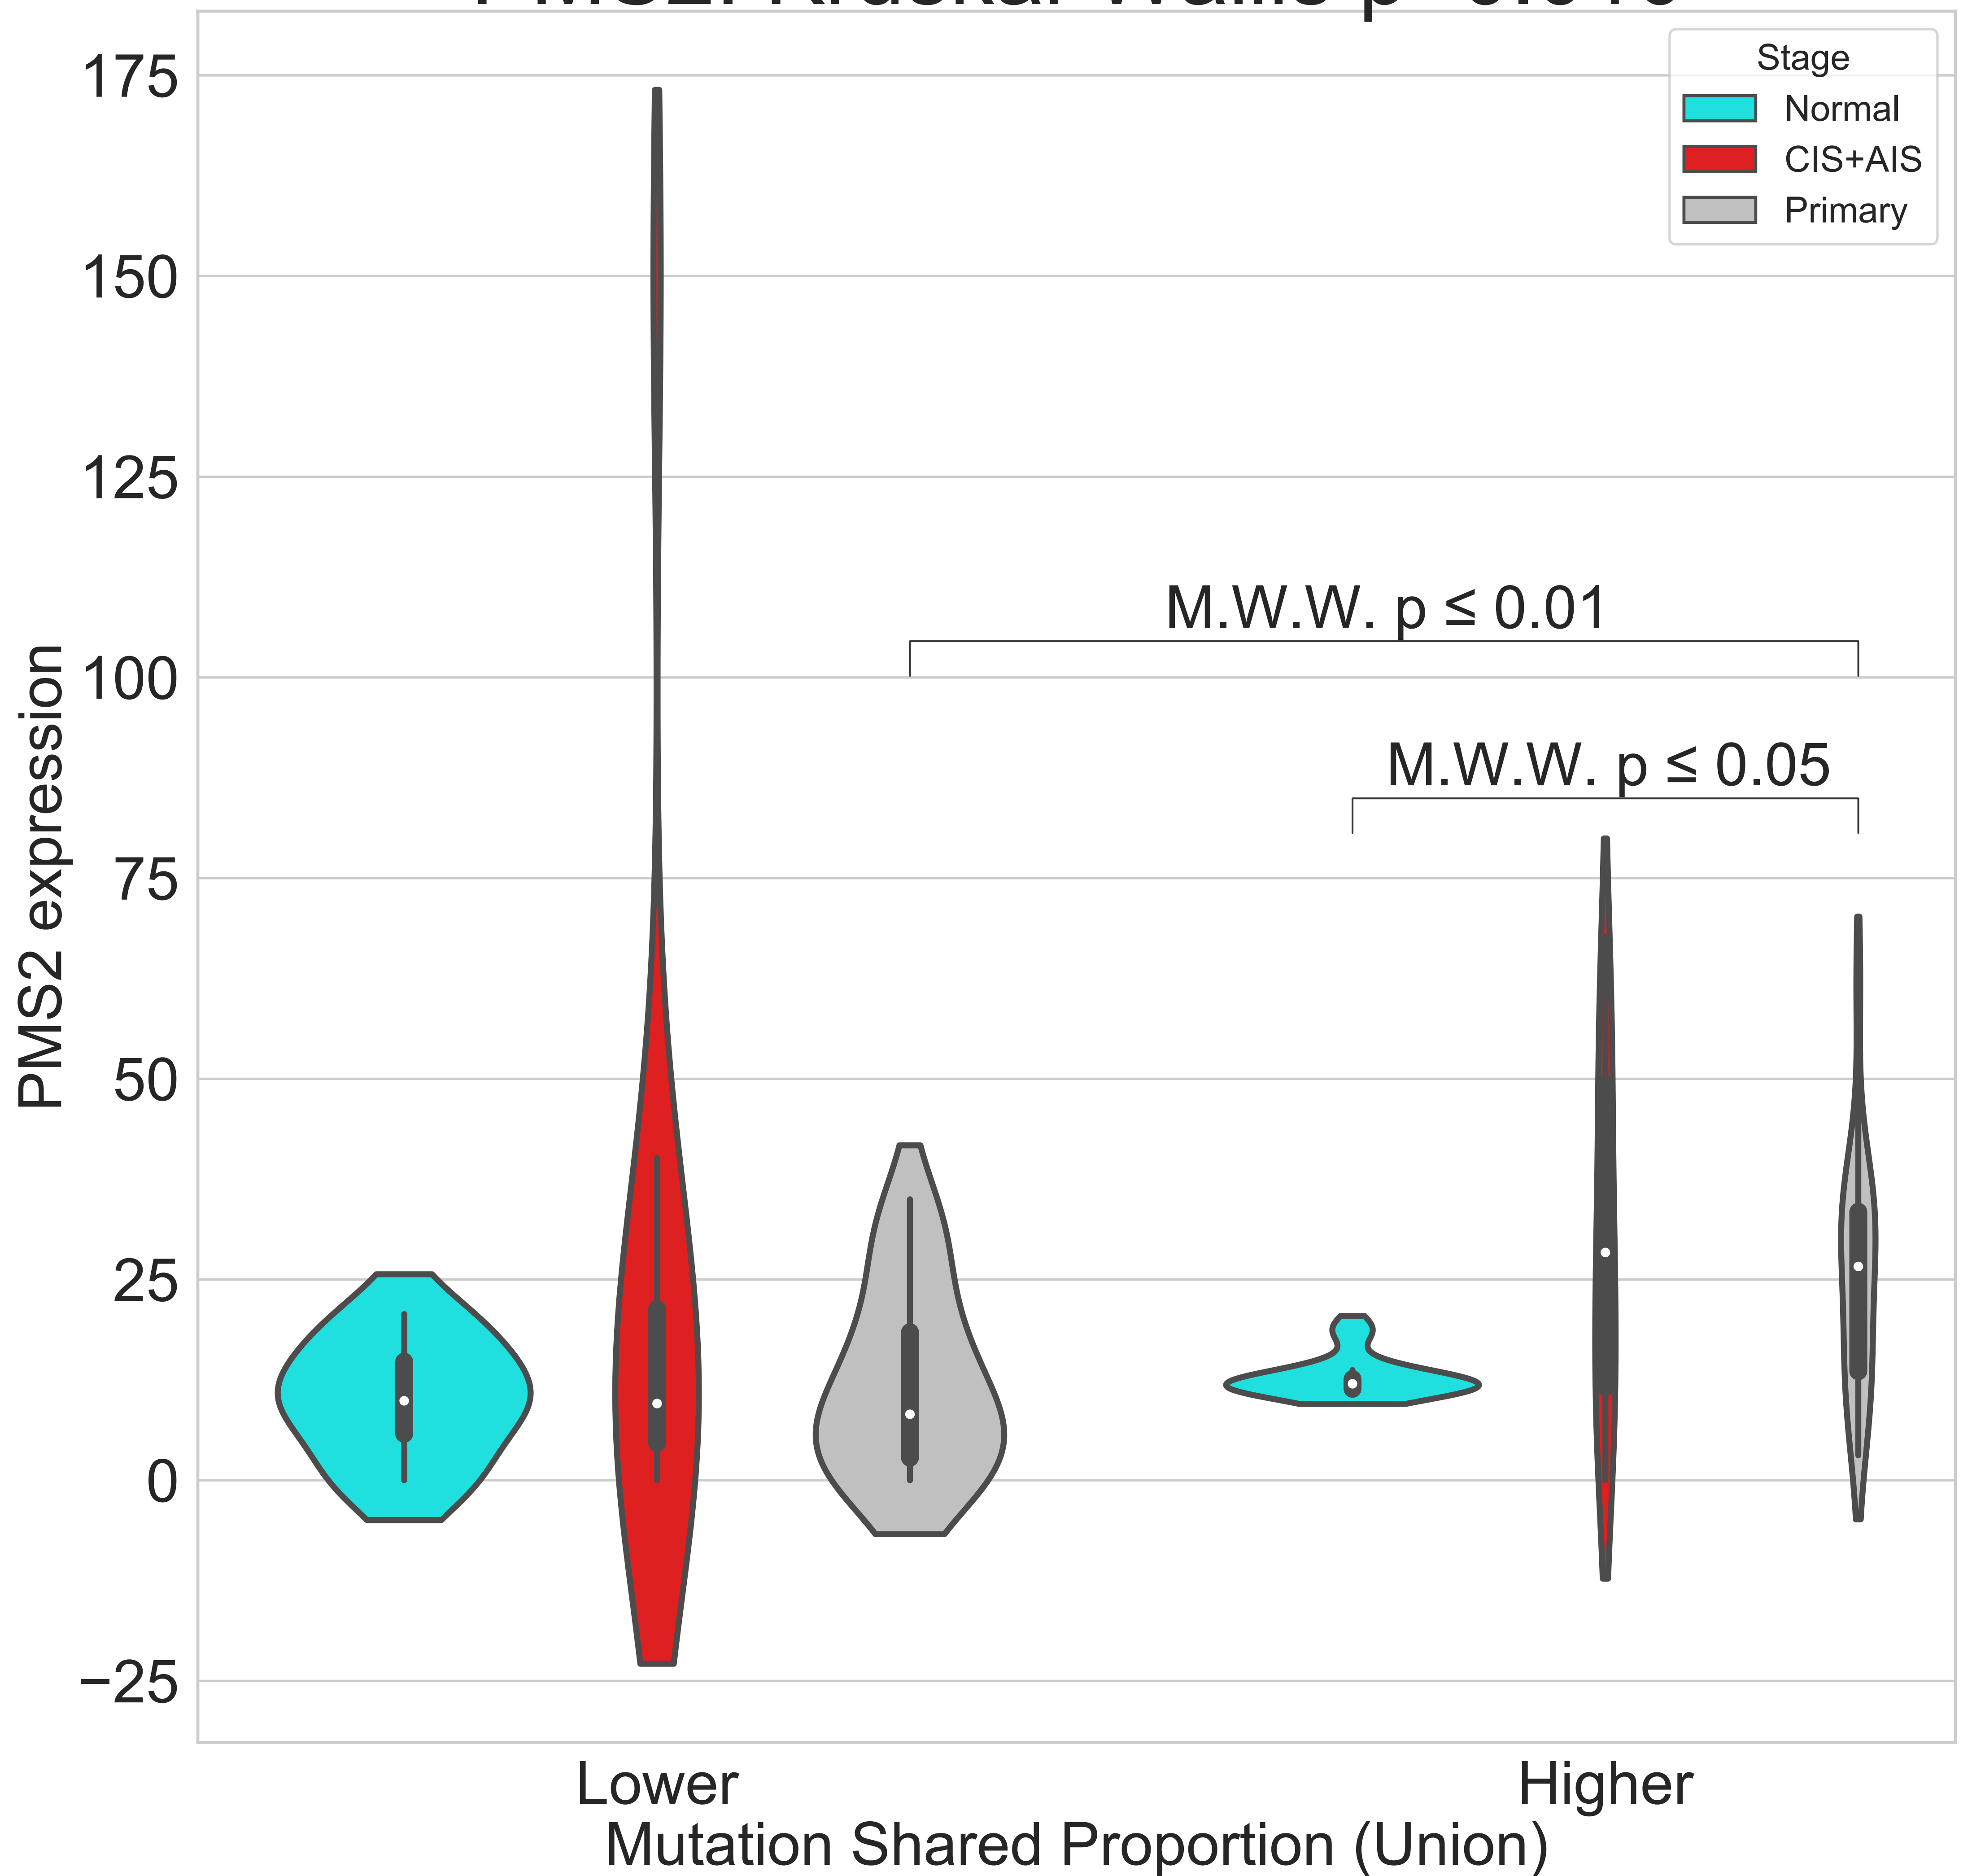 175
150
125
100
75
50
25
0
−25
PMS2 expression
Stage
Normal
CIS+AIS
Primary
M.W.W. p ≤ 0.01
M.W.W. p ≤ 0.05
Lower
Higher
Mutation Shared Proportion (Union)